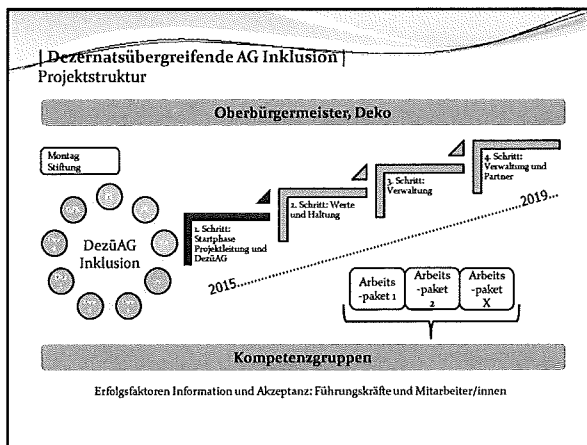 | Dezernatsübergreifende AG Inklusion |
Projektstruktur
Oberbürgermeister, Deko
Montag
Stiftung
DezüAG
Inklusion
1. Schritt:
Startphase
Projektleitung und
DezüAG
2. Schritt: Werte
und Haltung
3. Schritt:
Verwaltung
4. Schritt:
Verwaltung und
Partner
2015
2019
Arbeits
-paket 1
Arbeits
-paket
2
Arbeits
-paket
X
Kompetenzgruppen
Erfolgsfaktoren Information und Akzeptanz: Führungskräfte und Mitarbeiter/innen